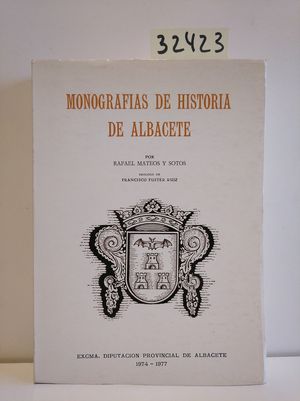 32423
MONOGRAFIAS DE HISTORIA
DE ALBACETE
POR
RAFAEL MATEOS Y SOTOS
PROLOGO DE
FRANCISCO FUSTER RUIZ
EXCMA. DIPUTACION PROVINCIAL DE ALBACETE
1974 - 1977